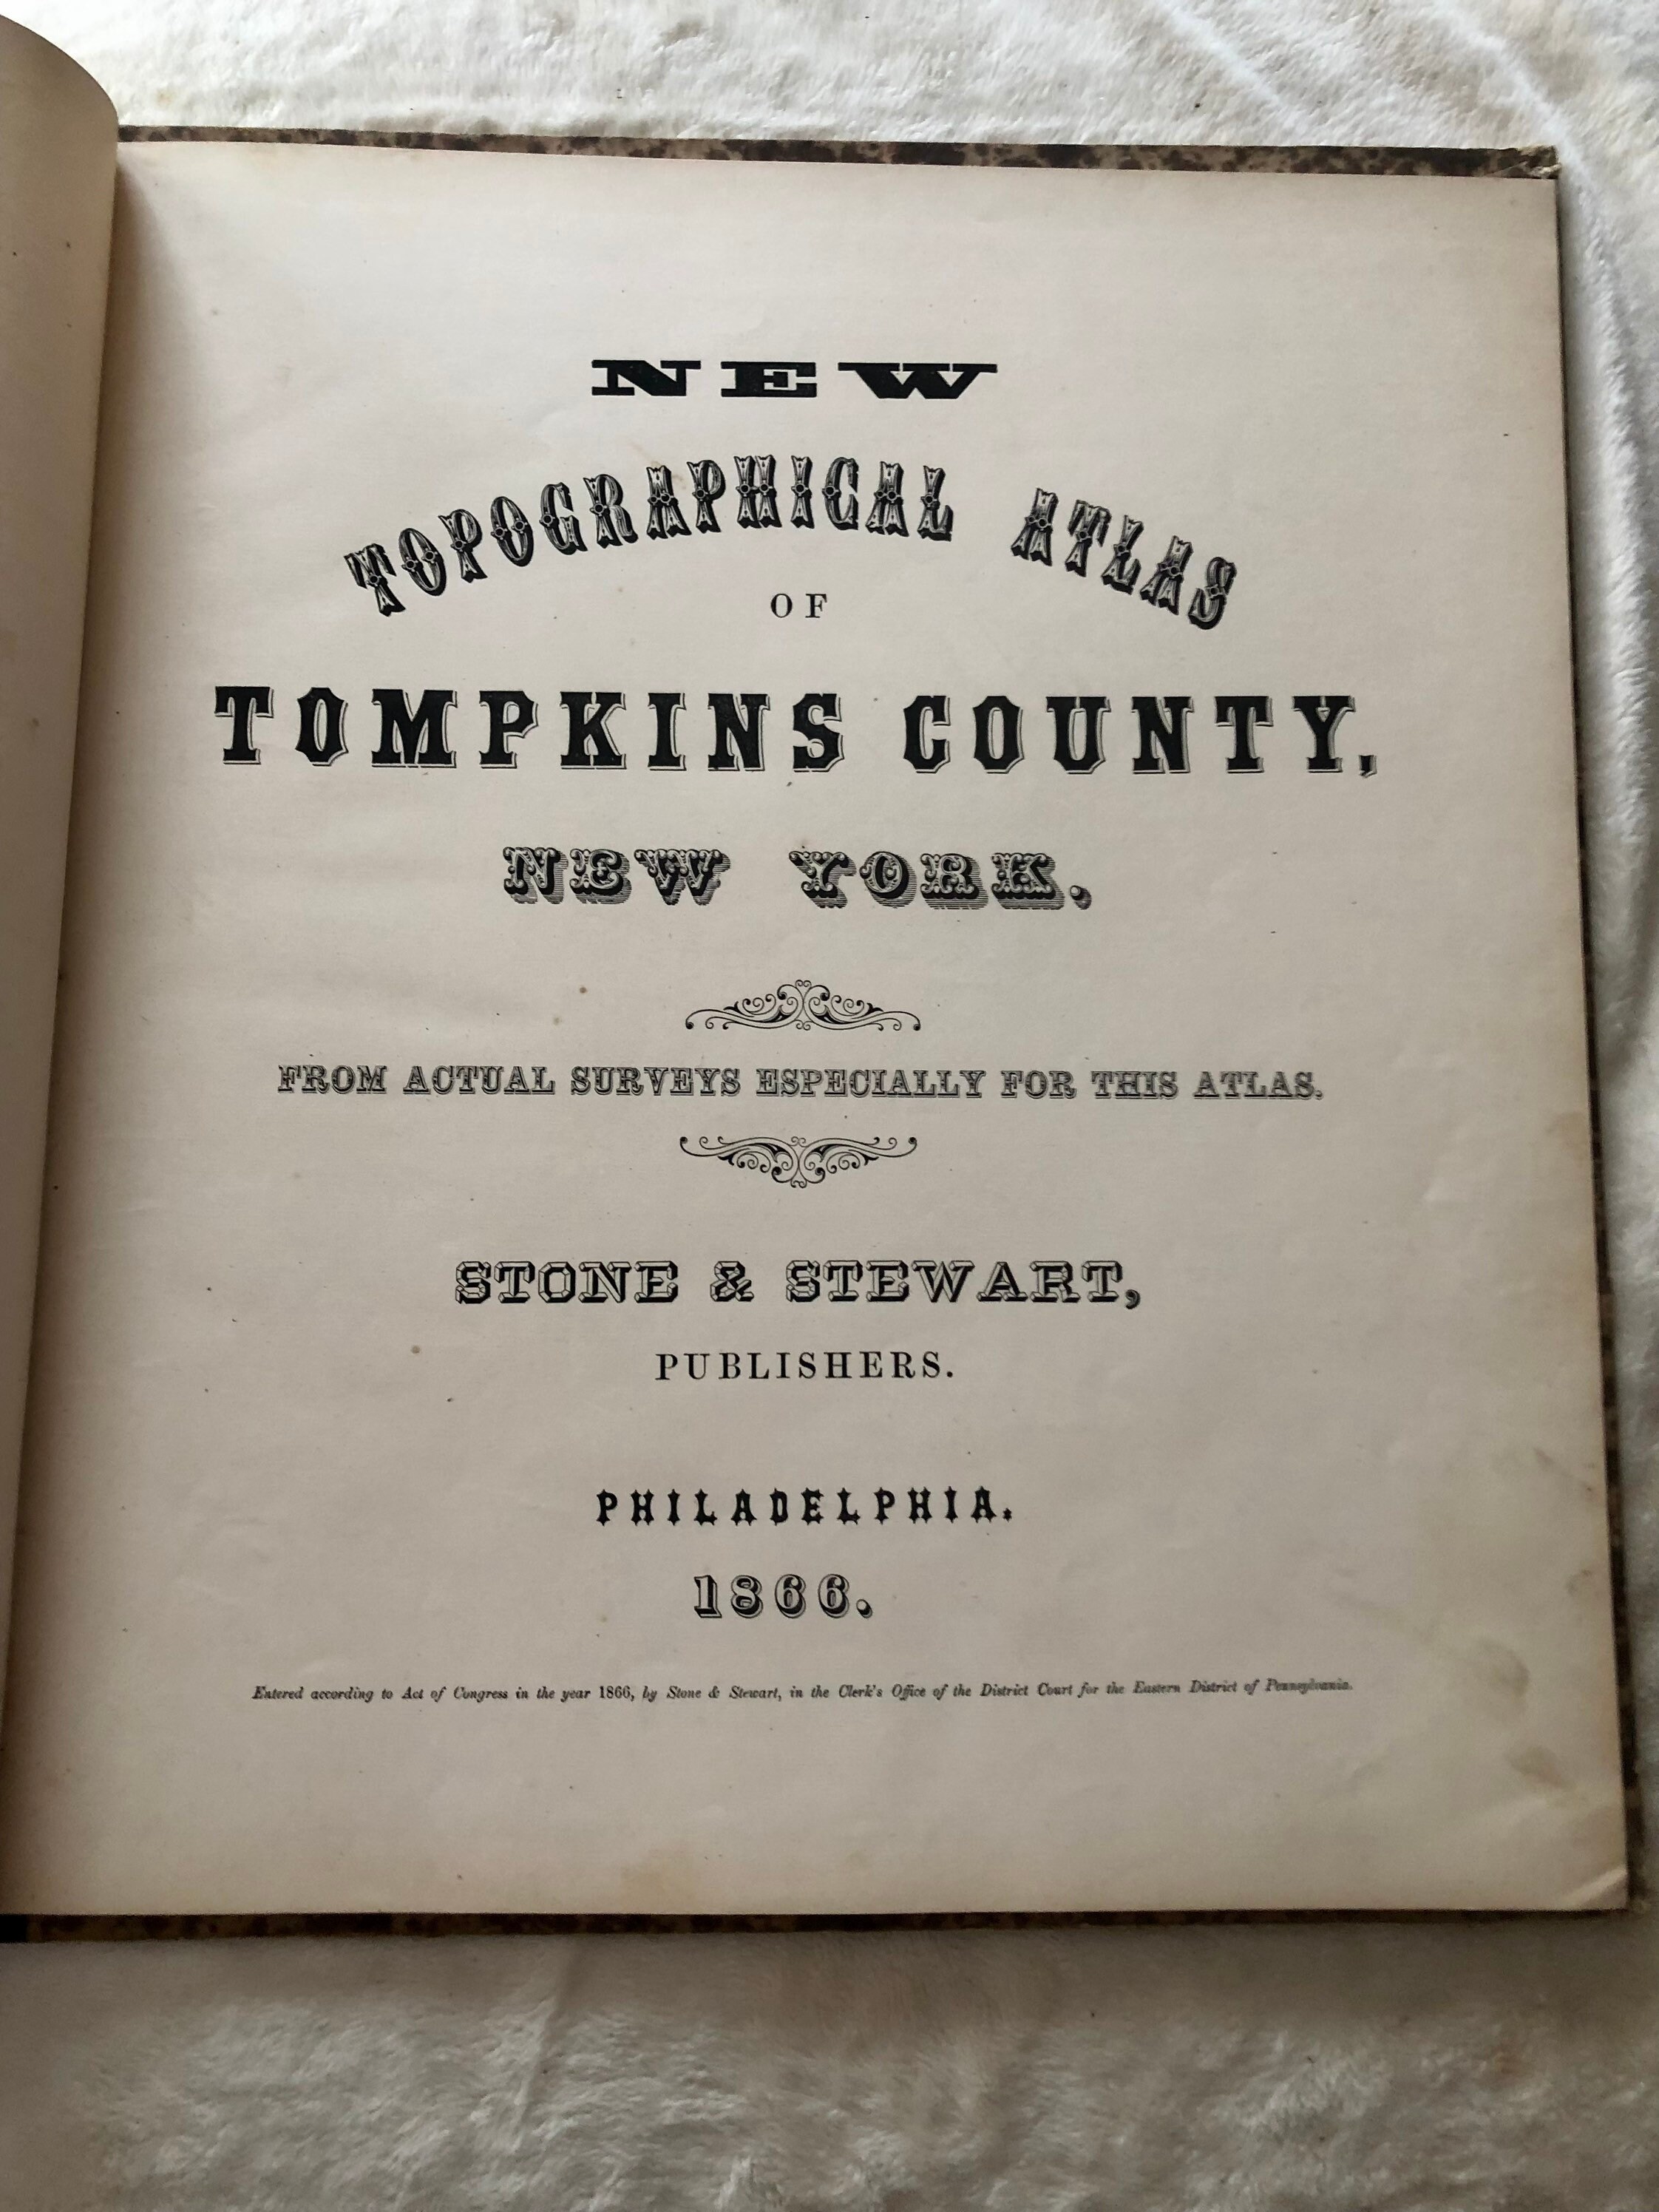 NEW
TOPOGRAPHICAL ATLAS
OF
TOMPKINS COUNTY,
NEW YORK,
FROM ACTUAL SURVEYS ESPECIALLY FOR THIS ATLAS.
STONE & STEWART,
PUBLISHERS.
PHILADELPHIA.
1866.
Entered according to Act of Congress in the year 1866, by Stone & Stewart, in the Clerk's Office of the District Court for the Eastern District of Pennsylvania.